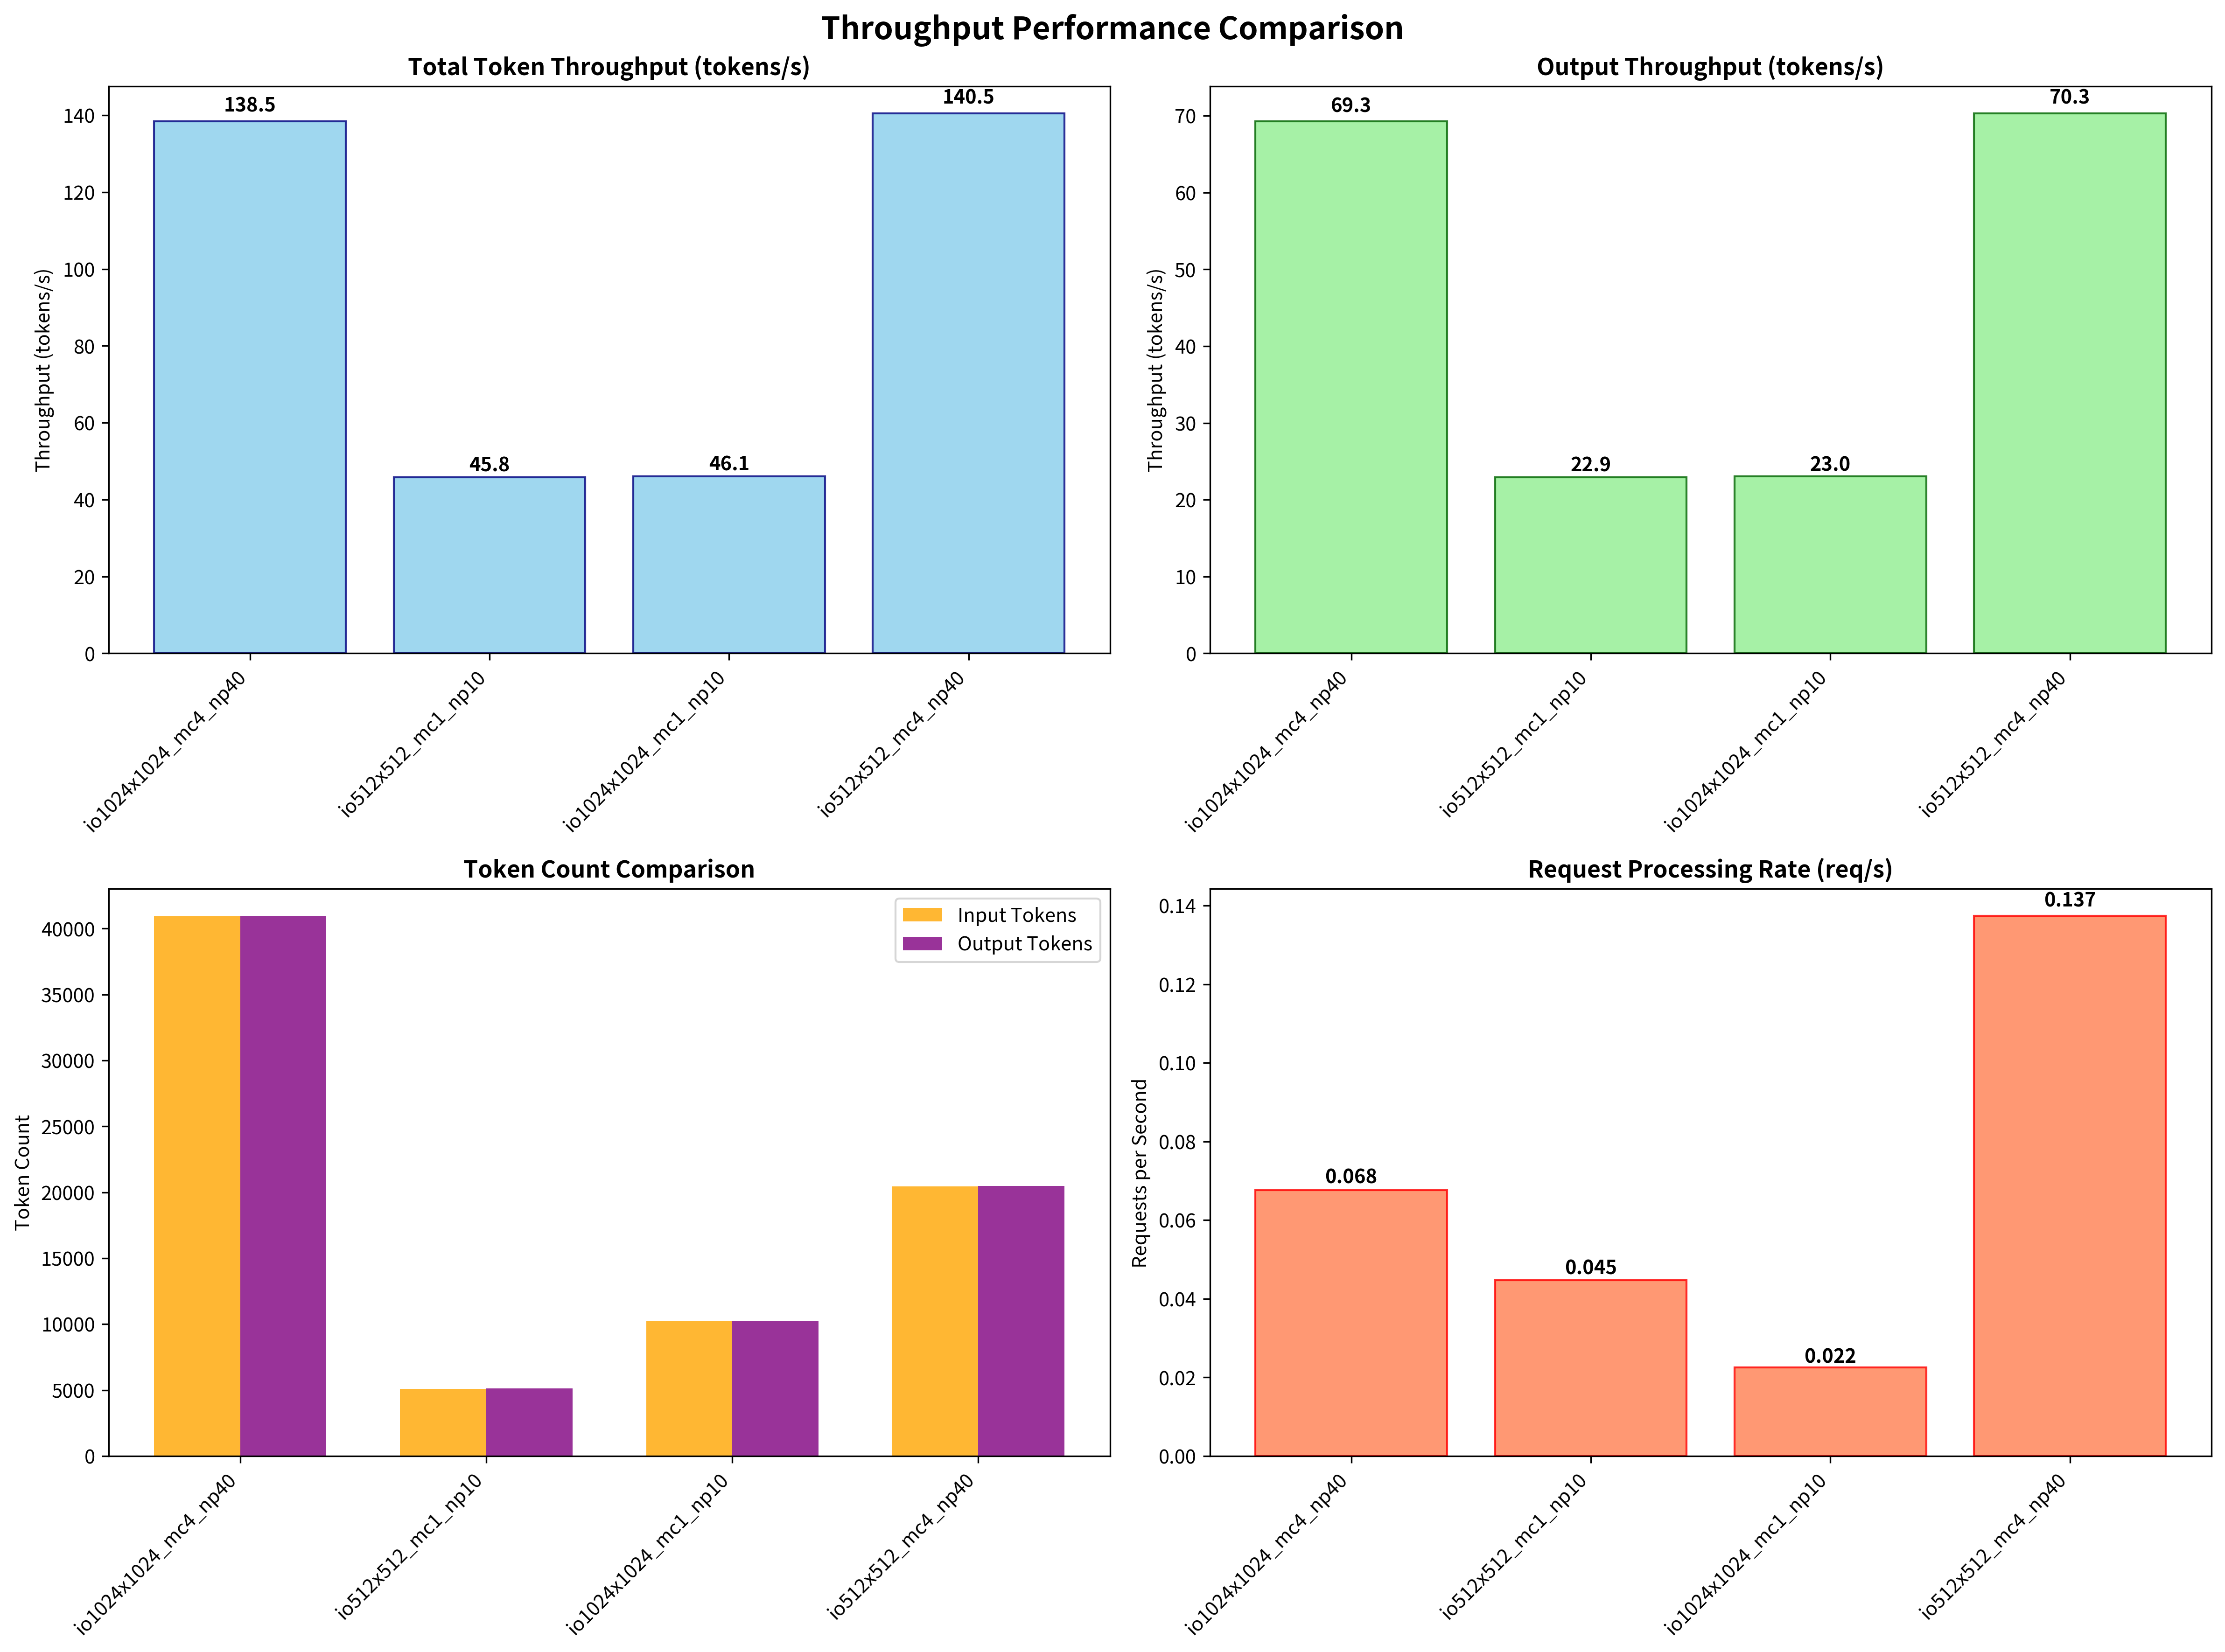 Throughput Performance Comparison
Total Token Throughput (tokens/s)
Throughput (tokens/s)
140
120
100
80
60
40
20
0
138.5
45.8
46.1
140.5
io1024x1024_mc4_np40
io512x512_mc1_np10
io1024x1024_mc1_np10
io512x512_mc4_np40
Output Throughput (tokens/s)
Throughput (tokens/s)
70
60
50
40
30
20
10
0
69.3
22.9
23.0
70.3
io1024x1024_mc4_np40
io512x512_mc1_np10
io1024x1024_mc1_np10
io512x512_mc4_np40
Token Count Comparison
Token Count
40000
35000
30000
25000
20000
15000
10000
5000
0
Input Tokens
Output Tokens
io1024x1024_mc4_np40
io512x512_mc1_np10
io1024x1024_mc1_np10
io512x512_mc4_np40
Request Processing Rate (req/s)
Requests per Second
0.14
0.12
0.10
0.08
0.06
0.04
0.02
0.00
0.068
0.045
0.022
0.137
io1024x1024_mc4_np40
io512x512_mc1_np10
io1024x1024_mc1_np10
io512x512_mc4_np40